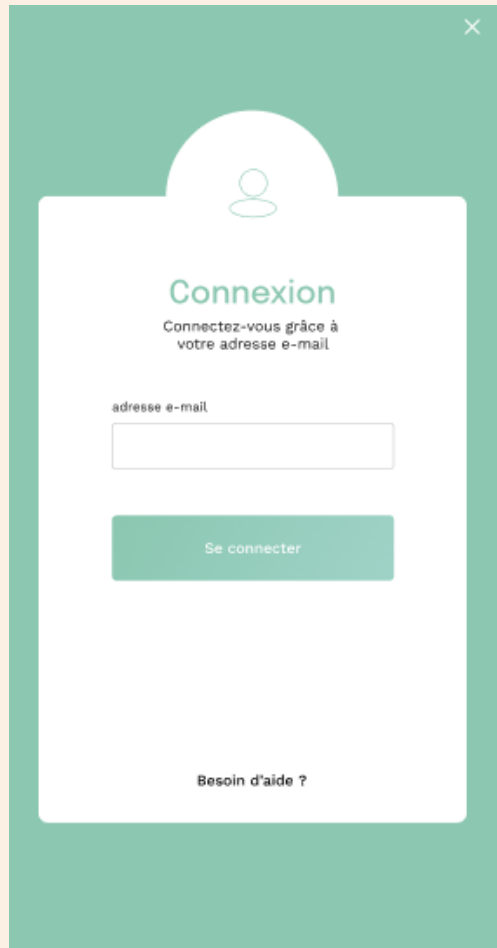 Connexion
Connectez-vous grâce à
votre adresse e-mail
adresse e-mail
Se connecter
Besoin d'aide ?